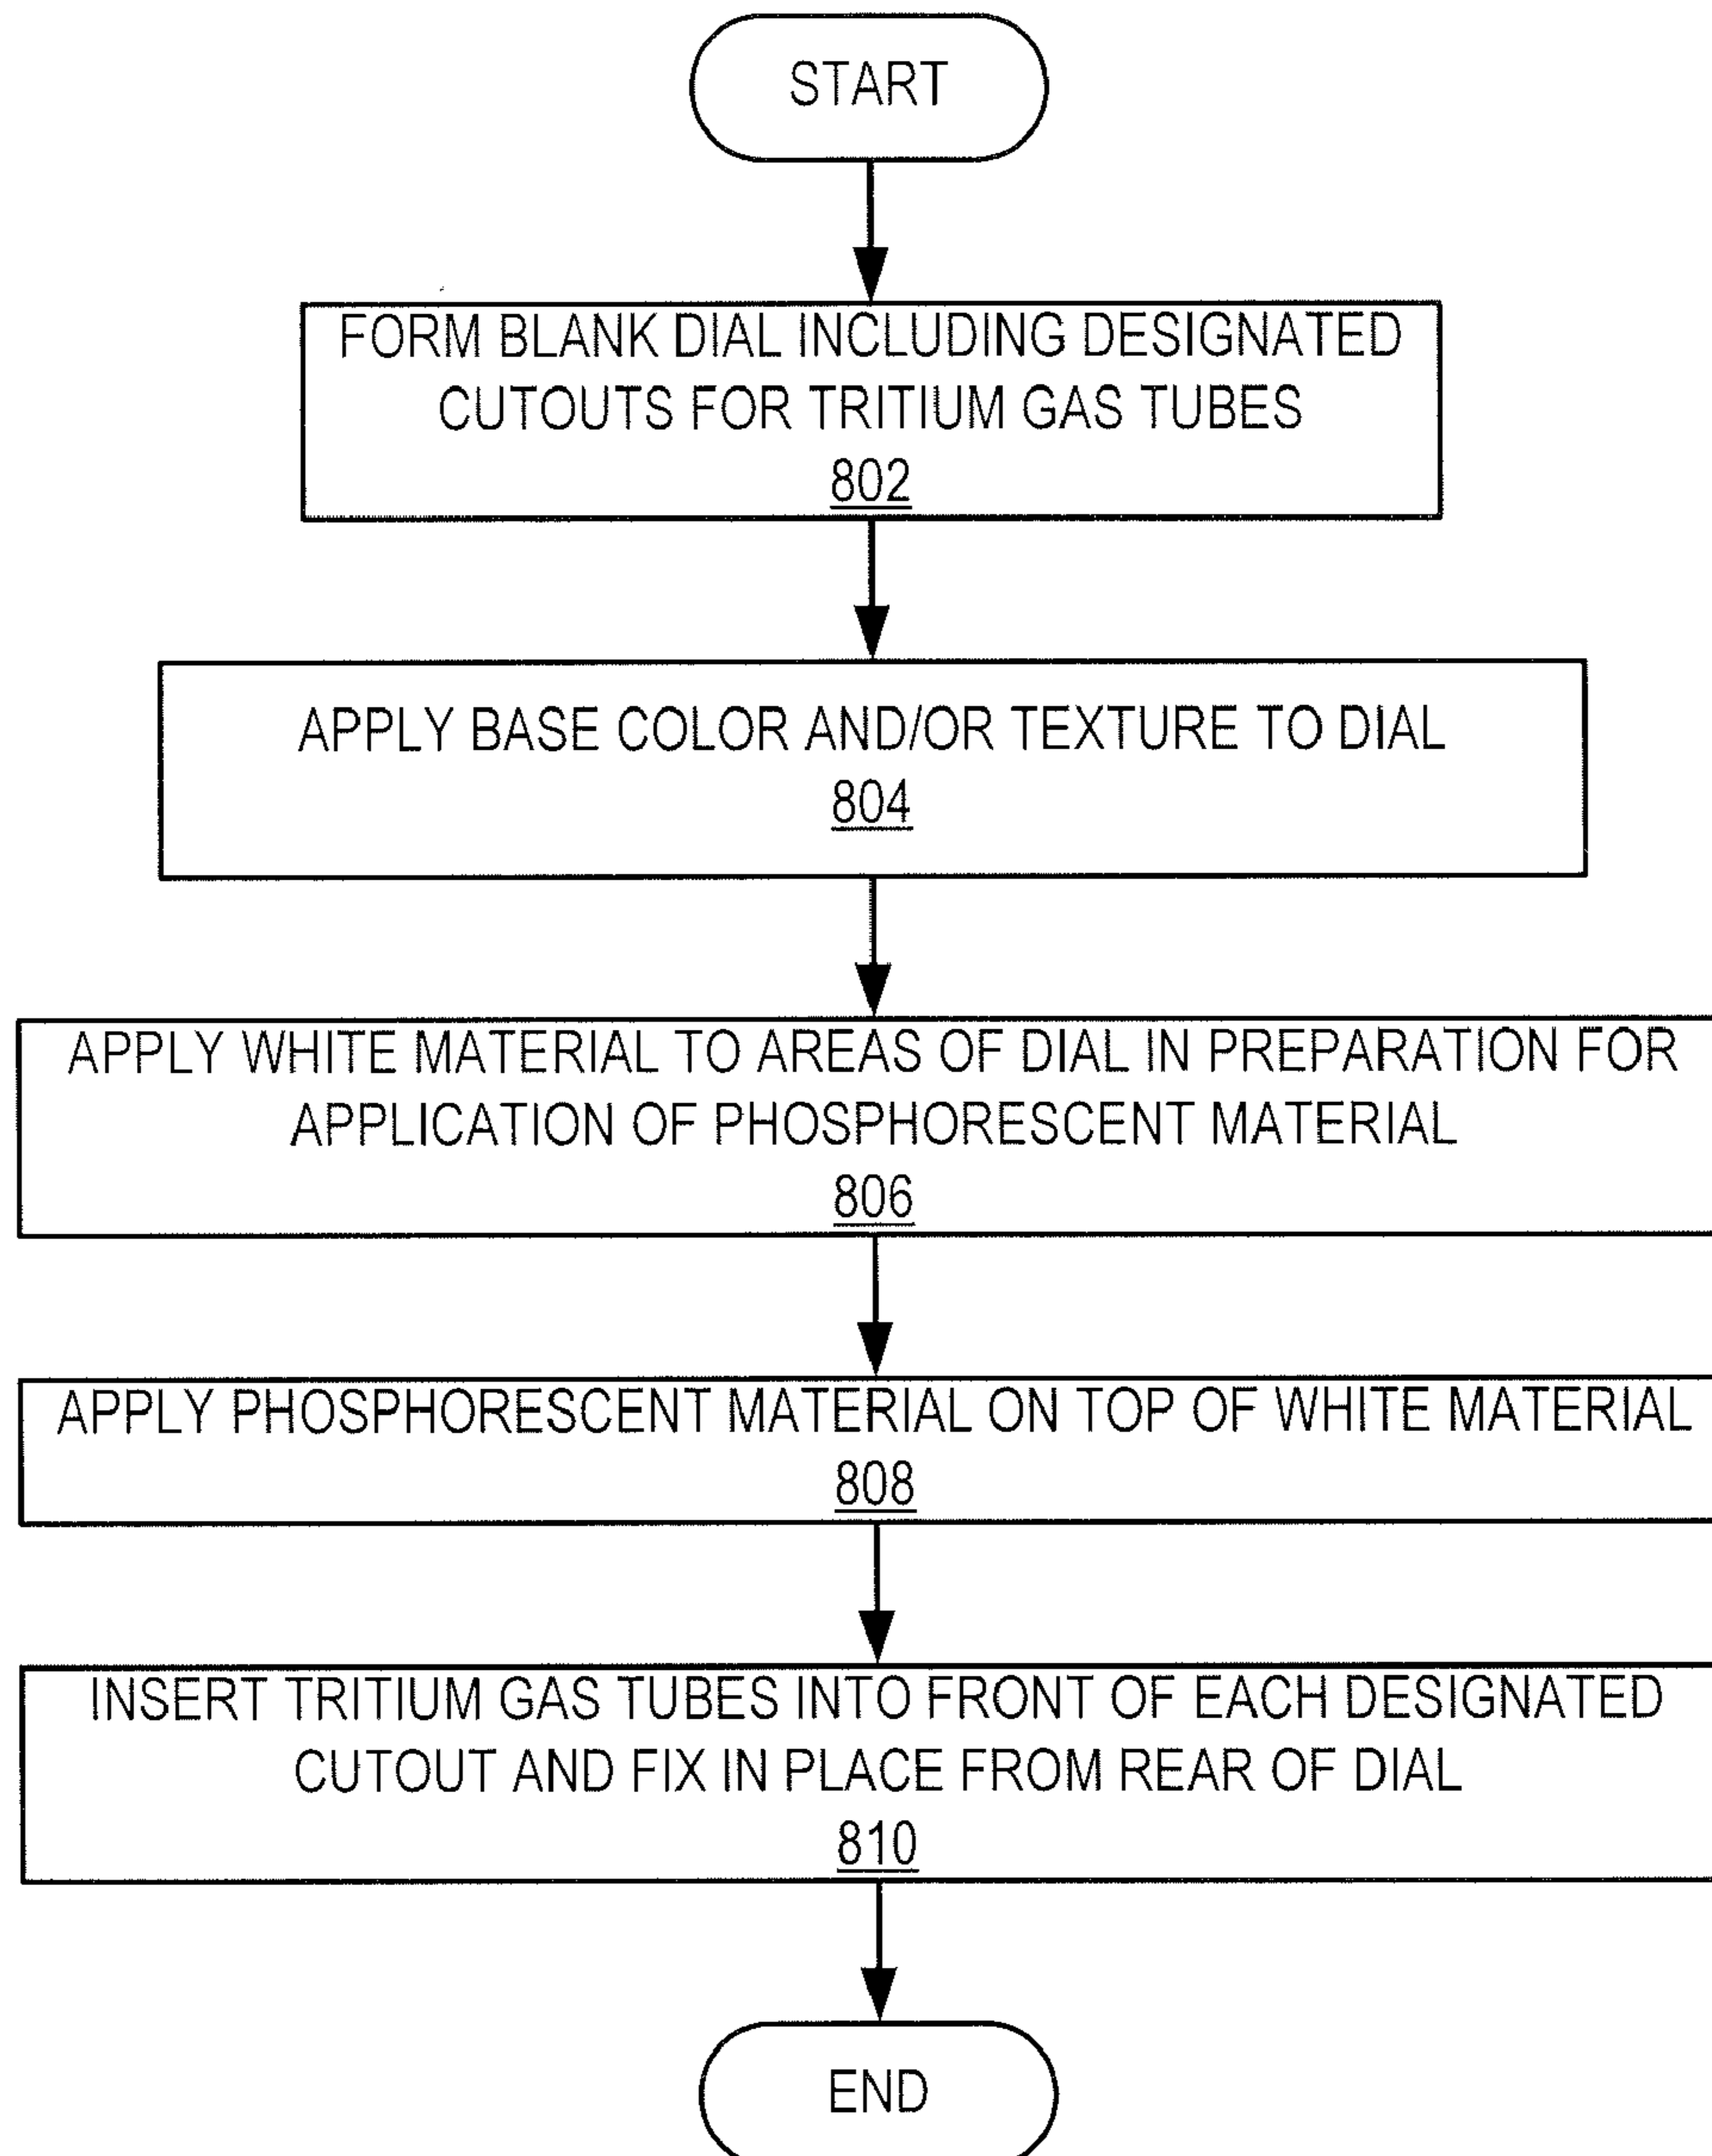 START
FORM BLANK DIAL INCLUDING DESIGNATED
CUTOUTS FOR TRITIUM GAS TUBES
802
APPLY BASE COLOR AND/OR TEXTURE TO DIAL
804
APPLY WHITE MATERIAL TO AREAS OF DIAL IN PREPARATION FOR
APPLICATION OF PHOSPHORESCENT MATERIAL
806
APPLY PHOSPHORESCENT MATERIAL ON TOP OF WHITE MATERIAL
808
INSERT TRITIUM GAS TUBES INTO FRONT OF EACH DESIGNATED
CUTOUT AND FIX IN PLACE FROM REAR OF DIAL
810
END